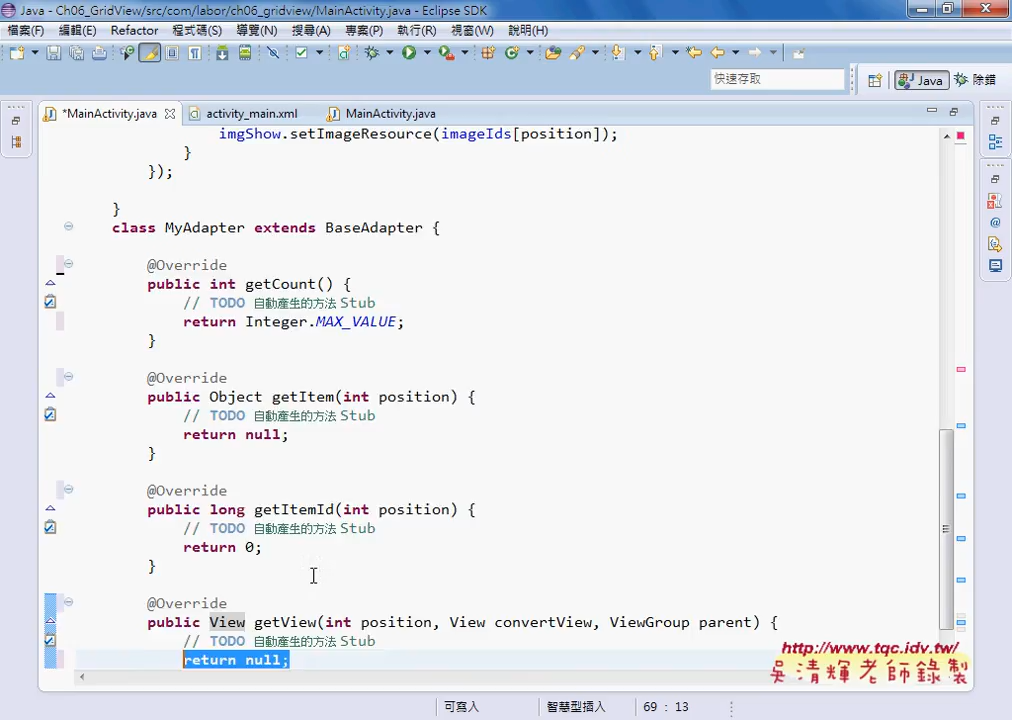 Java - Ch06_GridView/src/com/labor/ch06_gridview/MainActivity.java - Eclipse SDK
檔案(F) 編輯(E) Refactor 程式碼(S) 導覽(N) 搜尋(A) 專案(P) 執行(R) 視窗(W) 說明(H)
快速存取 Java 除錯
*MainActivity.java activity_main.xml MainActivity.java
imgShow.setImageResource(imageIds[position]);
}
});
}
class MyAdapter extends BaseAdapter {
@Override
public int getCount() {
// TODO 自動產生的方法 Stub
return Integer.MAX_VALUE;
}
@Override
public Object getItem(int position) {
// TODO 自動產生的方法 Stub
return null;
}
@Override
public long getItemId(int position) {
// TODO 自動產生的方法 Stub
return 0;
}
@Override
public View getView(int position, View convertView, ViewGroup parent) {
// TODO 自動產生的方法 Stub
return null;
http://www.tqc.idv.tw/
吳清輝老師錄製
可寫入 智慧型插入 69 : 13